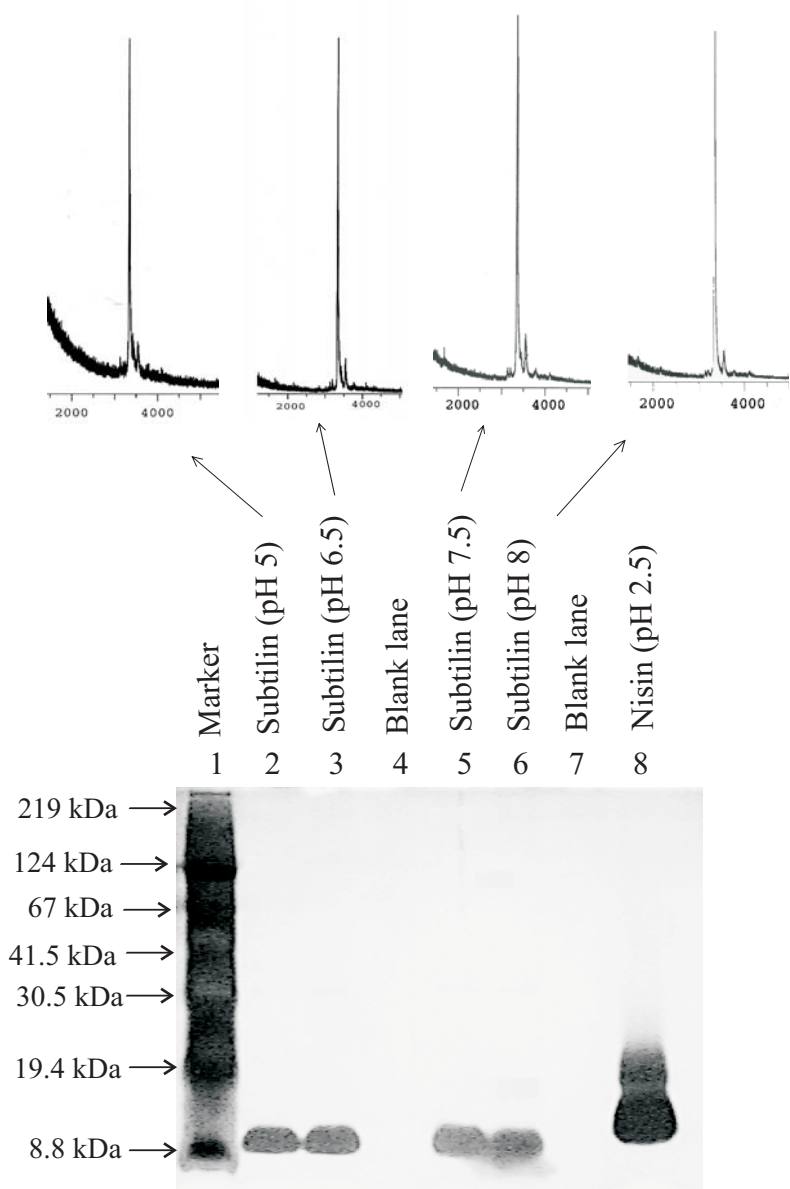 2000 4000
2000 4000
2000 4000
2000 4000
Marker
Subtilin (pH 5)
Subtilin (pH 6.5)
Blank lane
Subtilin (pH 7.5)
Subtilin (pH 8)
Blank lane
Nisin (pH 2.5)
1 2 3 4 5 6 7 8
219 kDa
124 kDa
67 kDa
41.5 kDa
30.5 kDa
19.4 kDa
8.8 kDa